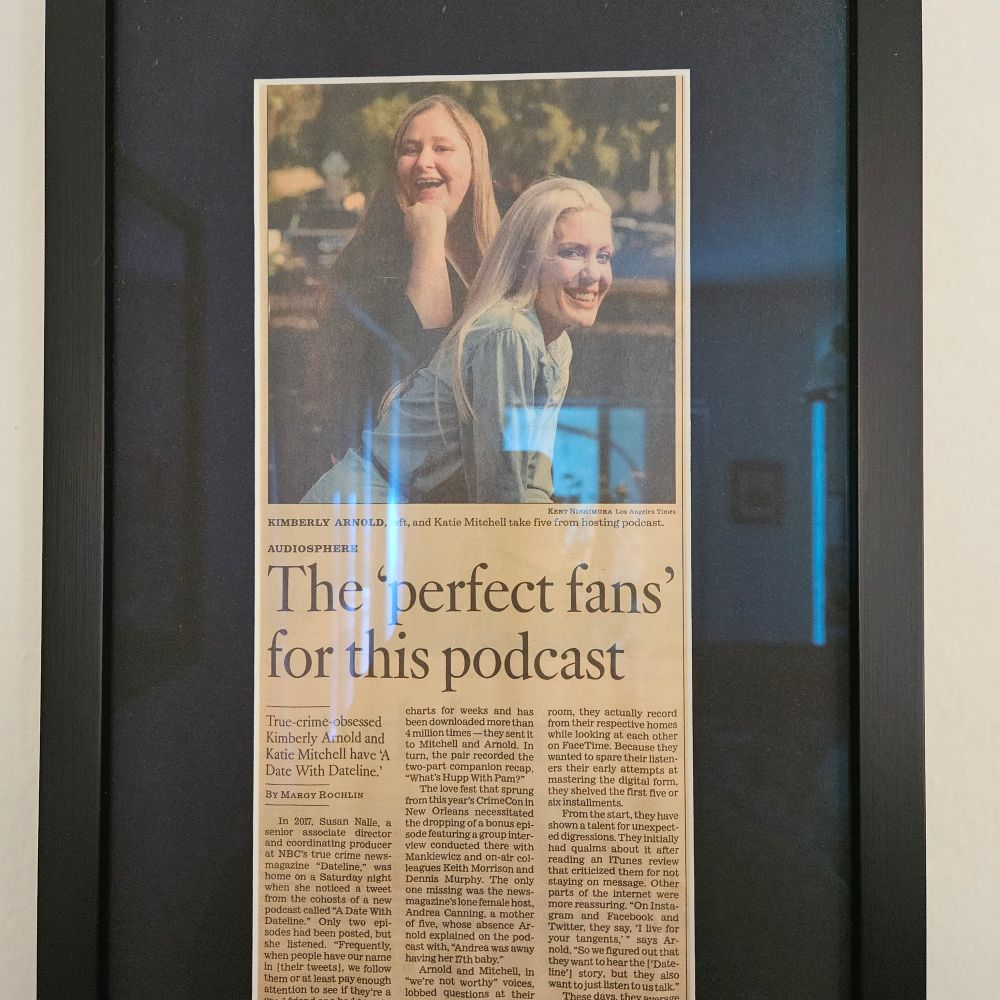 KENT NISHIMURA Los Angeles Times
KIMBERLY ARNOLD, left, and Katie Mitchell take five from hosting podcast.
AUDIOSPHERE
The ‘perfect fans’
for this podcast
True-crime-obsessed
Kimberly Arnold and
Katie Mitchell have ‘A
Date With Dateline.’
BY MARGY ROCHLIN
In 2017, Susan Nalle, a
senior associate director
and coordinating producer
at NBC's true crime news-
magazine “Dateline,” was
home on a Saturday night
when she noticed a tweet
from the cohosts of a new
podcast called “A Date With
Dateline.” Only two epi-
sodes had been posted, but
she listened. “Frequently,
when people have our name
in [their tweets], we follow
them or at least pay enough
attention to see if they're a
charts for weeks and has
been downloaded more than
4 million times — they sent it
to Mitchell and Arnold. In
turn, the pair recorded the
two-part companion recap,
“What's Hupp With Pam?”
The love fest that sprung
from this year's CrimeCon in
New Orleans necessitated
the dropping of a bonus epi-
sode featuring a group inter-
view conducted there with
Mankiewicz and on-air col-
leagues Keith Morrison and
Dennis Murphy. The only
one missing was the news-
magazine's lone female host,
Andrea Canning, a mother
of five, whose absence Ar-
nold explained on the pod-
cast with, “Andrea was away
having her 17th baby.”
Arnold and Mitchell, in
“we're not worthy” voices,
lobbed questions at their
room, they actually record
from their respective homes
while looking at each other
on FaceTime. Because they
wanted to spare their listen-
ers their early attempts at
mastering the digital form,
they shelved the first five or
six installments.
From the start, they have
shown a talent for unexpect-
ed digressions. They initially
had qualms about it after
reading an iTunes review
that criticized them for not
staying on message. Other
parts of the internet were
more reassuring. “On Insta-
gram and Facebook and
Twitter, they say, ‘I live for
your tangents,’ ” says Ar-
nold, “So we figured out that
they want to hear the [‘Date-
line’] story, but they also
want to just listen to us talk.”
These days, they average